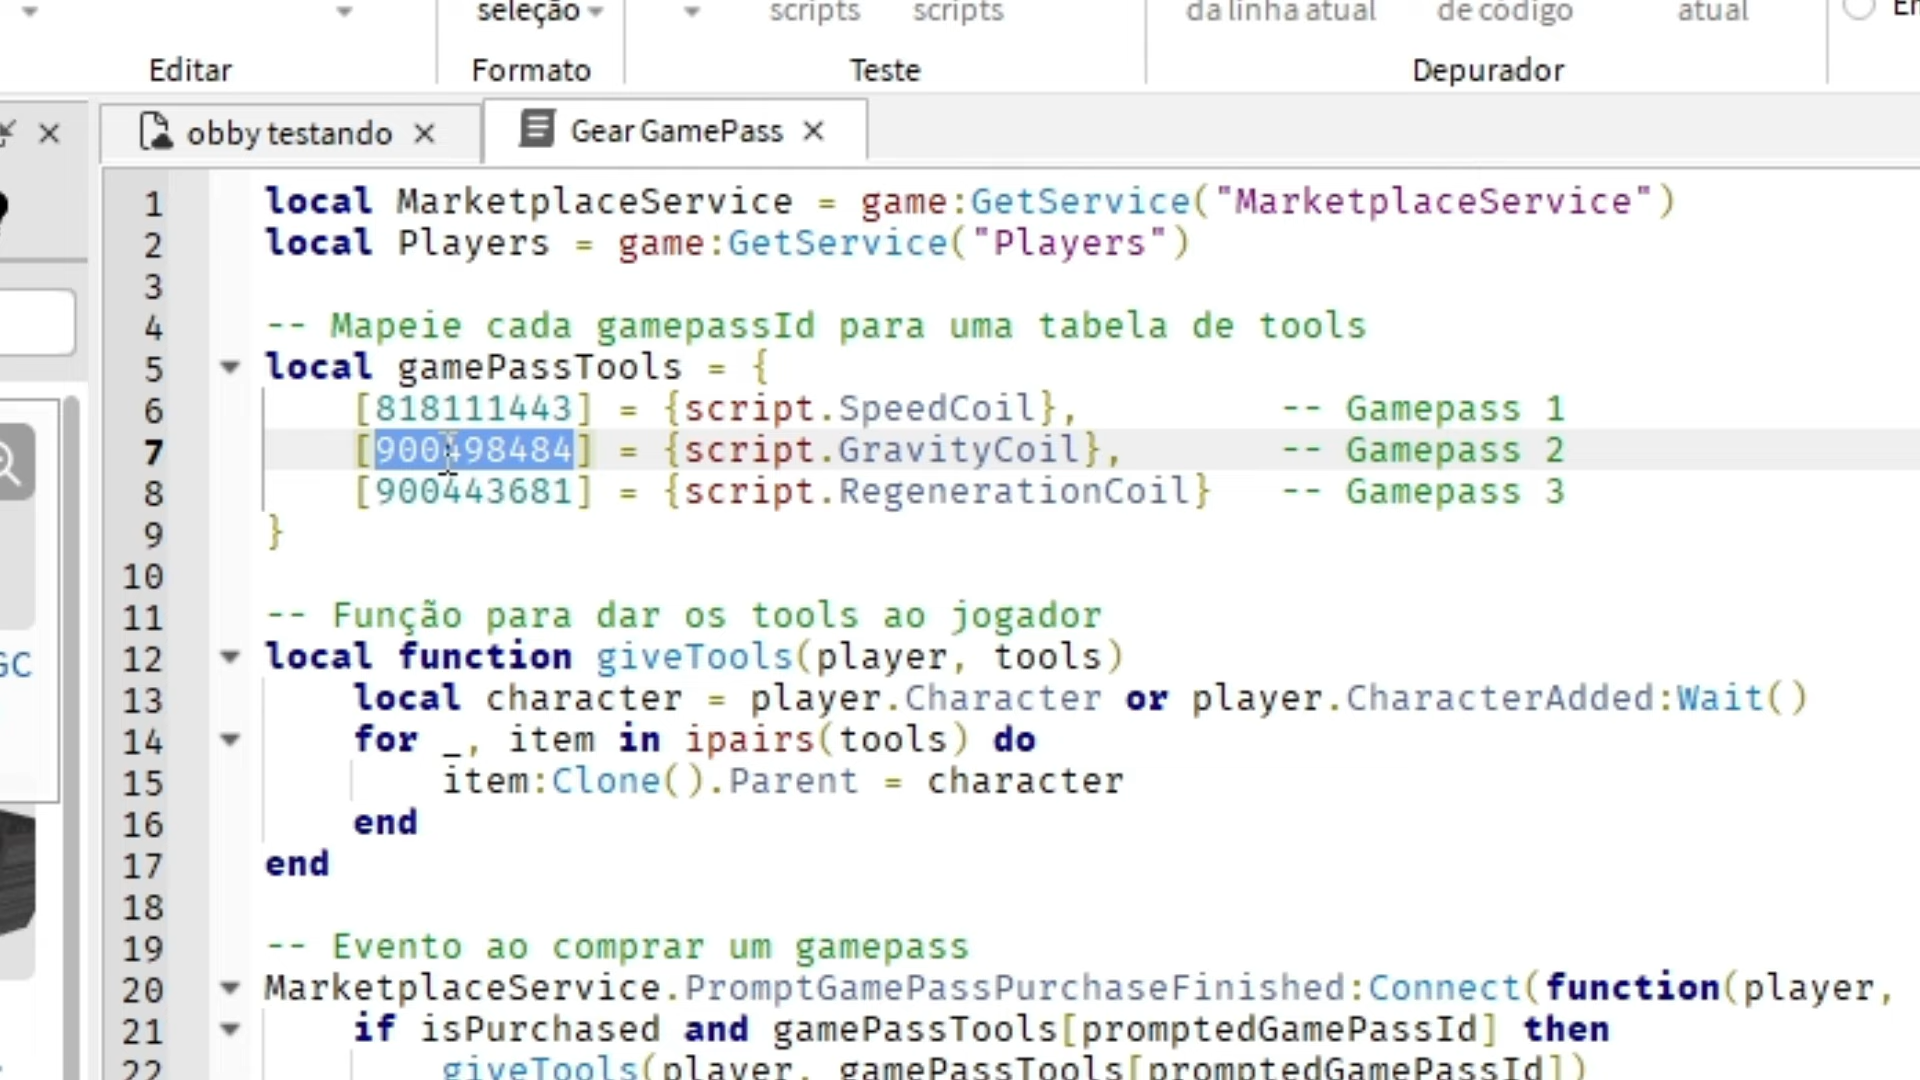 seleção
scripts scripts
da linha atual de código atual
Editar Formato Teste Depurador
obby testando Gear GamePass
1 local MarketplaceService = game:GetService("MarketplaceService")
2 local Players = game:GetService("Players")
3
4 -- Mapeie cada gamepassId para uma tabela de tools
5 local gamePassTools = {
6 [818111443] = {script.SpeedCoil}, -- Gamepass 1
7 [900498484] = {script.GravityCoil}, -- Gamepass 2
8 [900443681] = {script.RegenerationCoil} -- Gamepass 3
9 }
10
11 -- Função para dar os tools ao jogador
12 local function giveTools(player, tools)
13 local character = player.Character or player.CharacterAdded:Wait()
14 for _, item in ipairs(tools) do
15 item:Clone().Parent = character
16 end
17 end
18
19 -- Evento ao comprar um gamepass
20 MarketplaceService.PromptGamePassPurchaseFinished:Connect(function(player,
21 if isPurchased and gamePassTools[promptedGamePassId] then
22 giveTools(player, gamePassTools[promptedGamePassId])